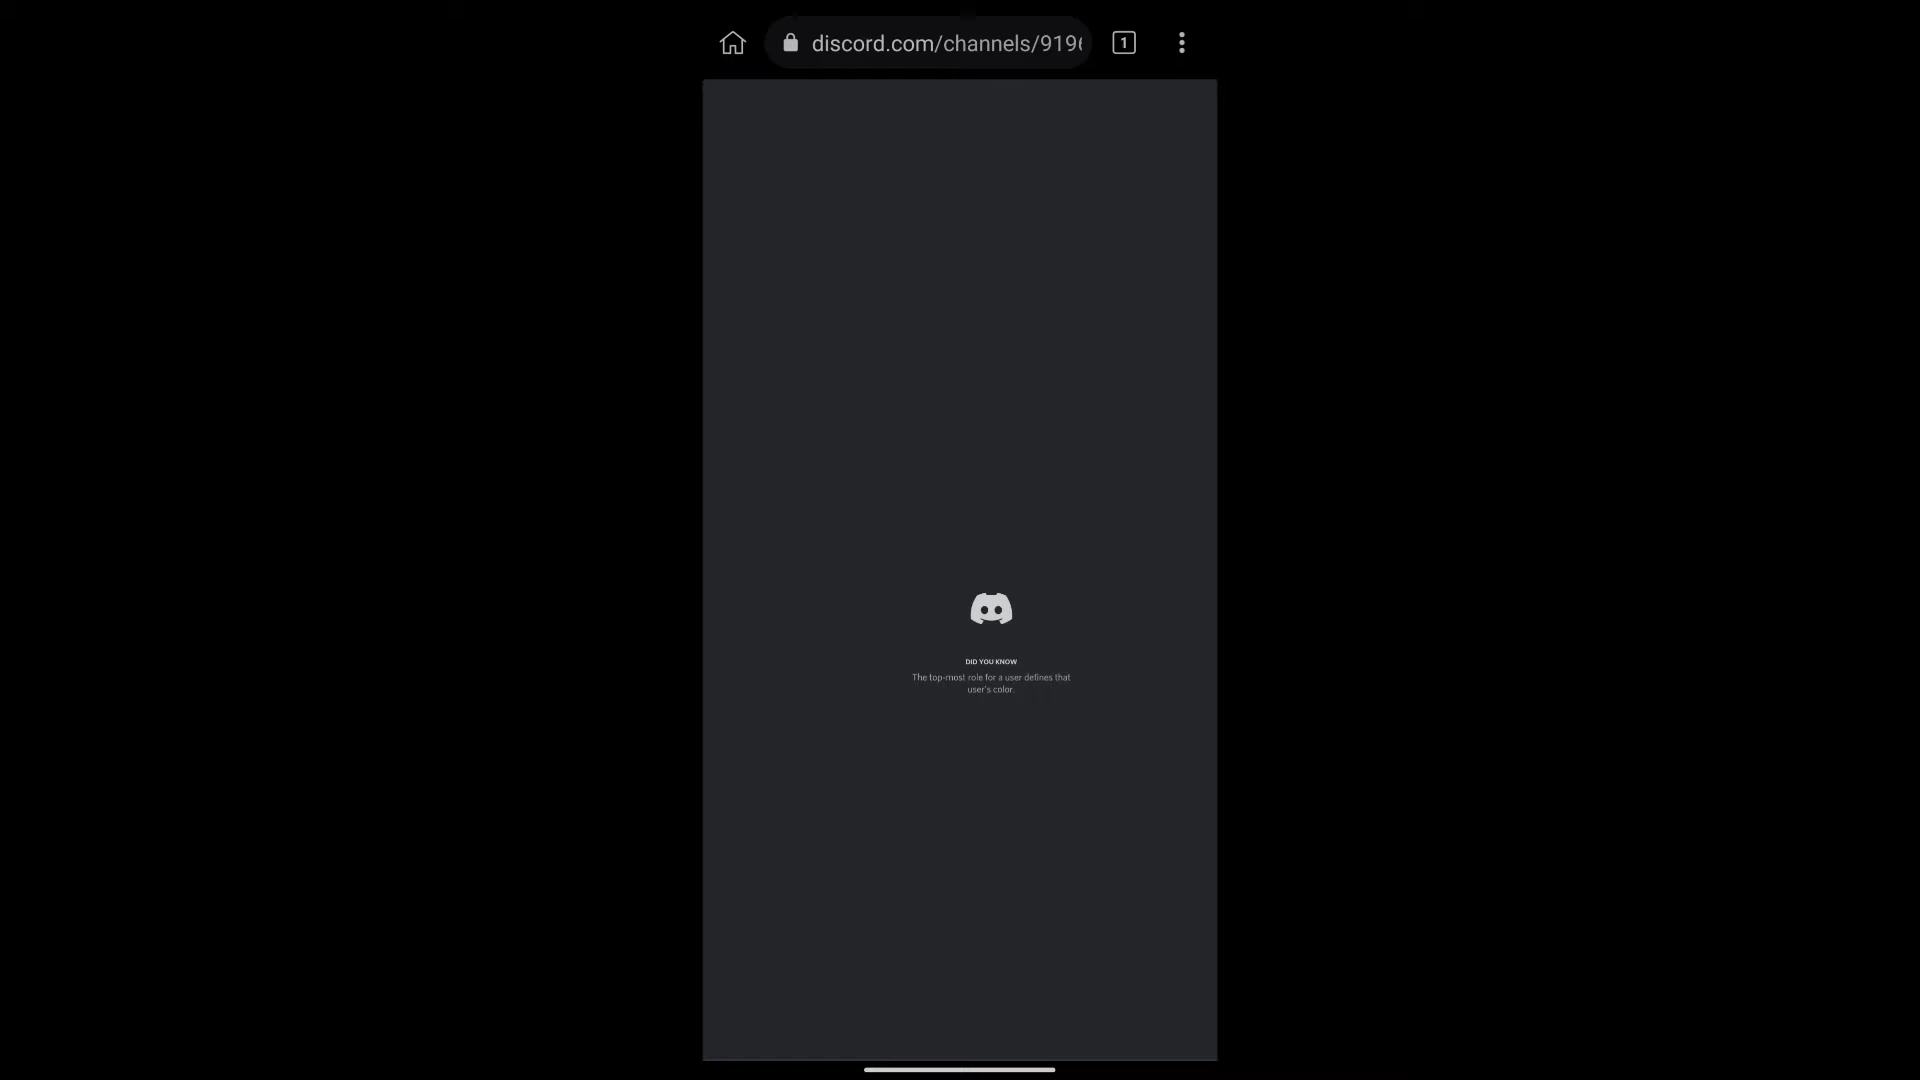 discord.com/channels/919
1
DID YOU KNOW
The top-most role for a user defines that
user's color.